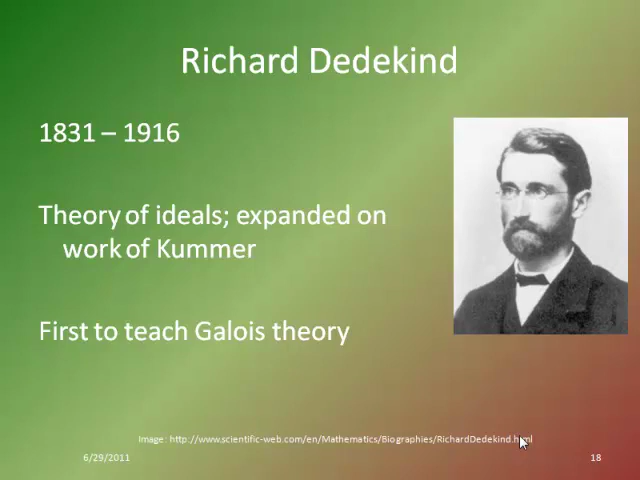 Richard Dedekind
1831 – 1916
Theory of ideals; expanded on
work of Kummer
First to teach Galois theory
Image: http://www.scientific-web.com/en/Mathematics/Biographies/RichardDedekind.html
6/29/2011
18